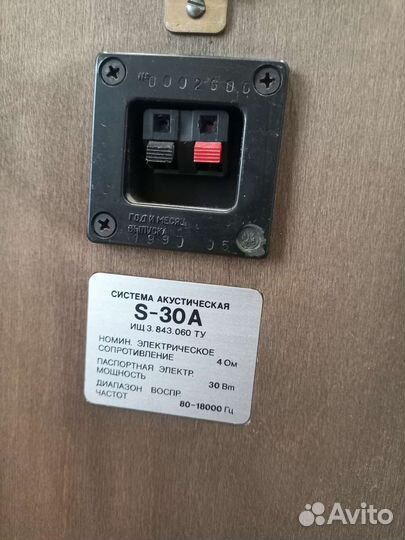 №0002600
ГОД И МЕСЯЦ
ВЫПУСКА
1990 05
СИСТЕМА АКУСТИЧЕСКАЯ
S-30A
ИЩ3.843.060 ТУ
НОМИН. ЭЛЕКТРИЧЕСКОЕ
СОПРОТИВЛЕНИЕ 4 Ом
ПАСПОРТНАЯ ЭЛЕКТР.
МОЩНОСТЬ 30 Вт
ДИАПАЗОН ВОСПР.
ЧАСТОТ 80-18000 Гц
Avito